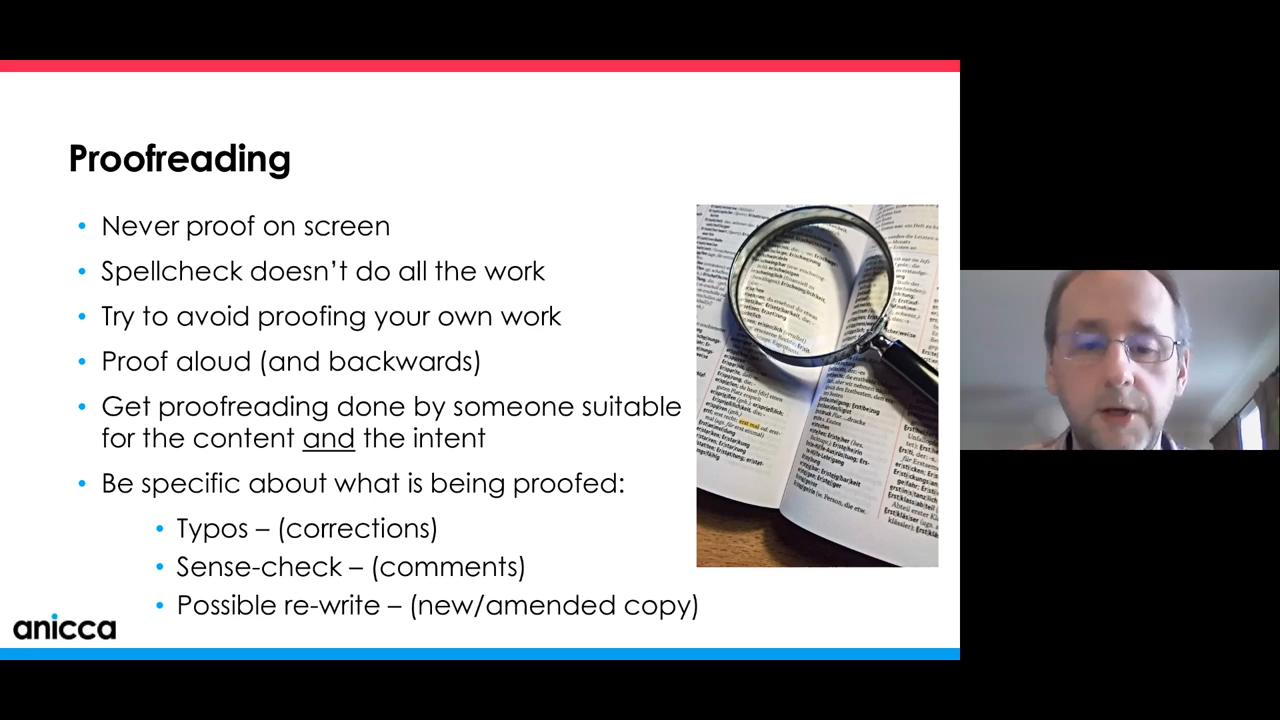 Proofreading
• Never proof on screen
• Spellcheck doesn’t do all the work
• Try to avoid proofing your own work
• Proof aloud (and backwards)
• Get proofreading done by someone suitable
for the content and the intent
• Be specific about what is being proofed:
• Typos – (corrections)
• Sense-check – (comments)
• Possible re-write – (new/amended copy)
anicca